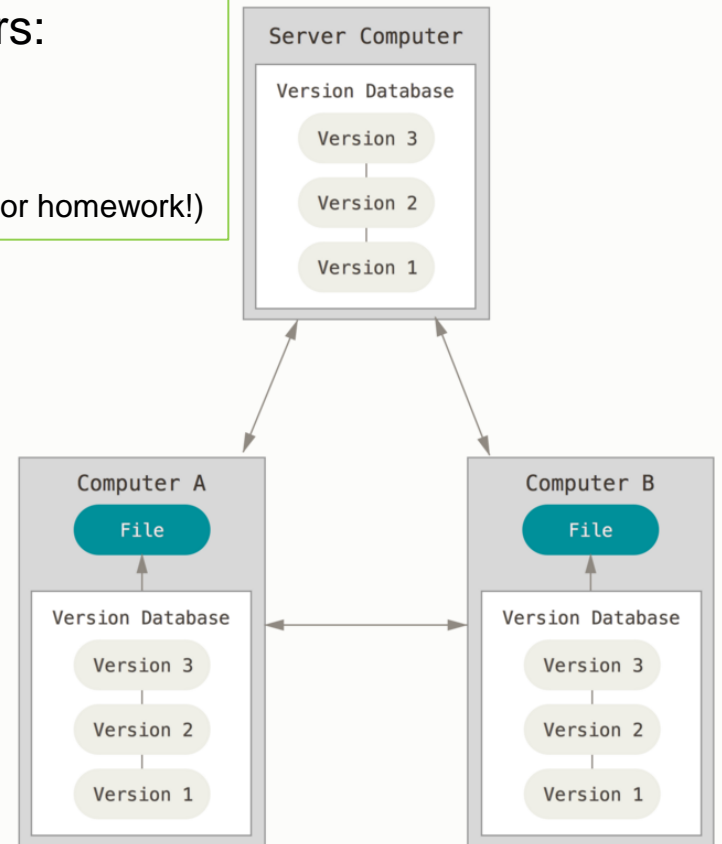 rs:
or homework!)
Server Computer
Version Database
Version 3
Version 2
Version 1
Computer A
File
Version Database
Version 3
Version 2
Version 1
Computer B
File
Version Database
Version 3
Version 2
Version 1